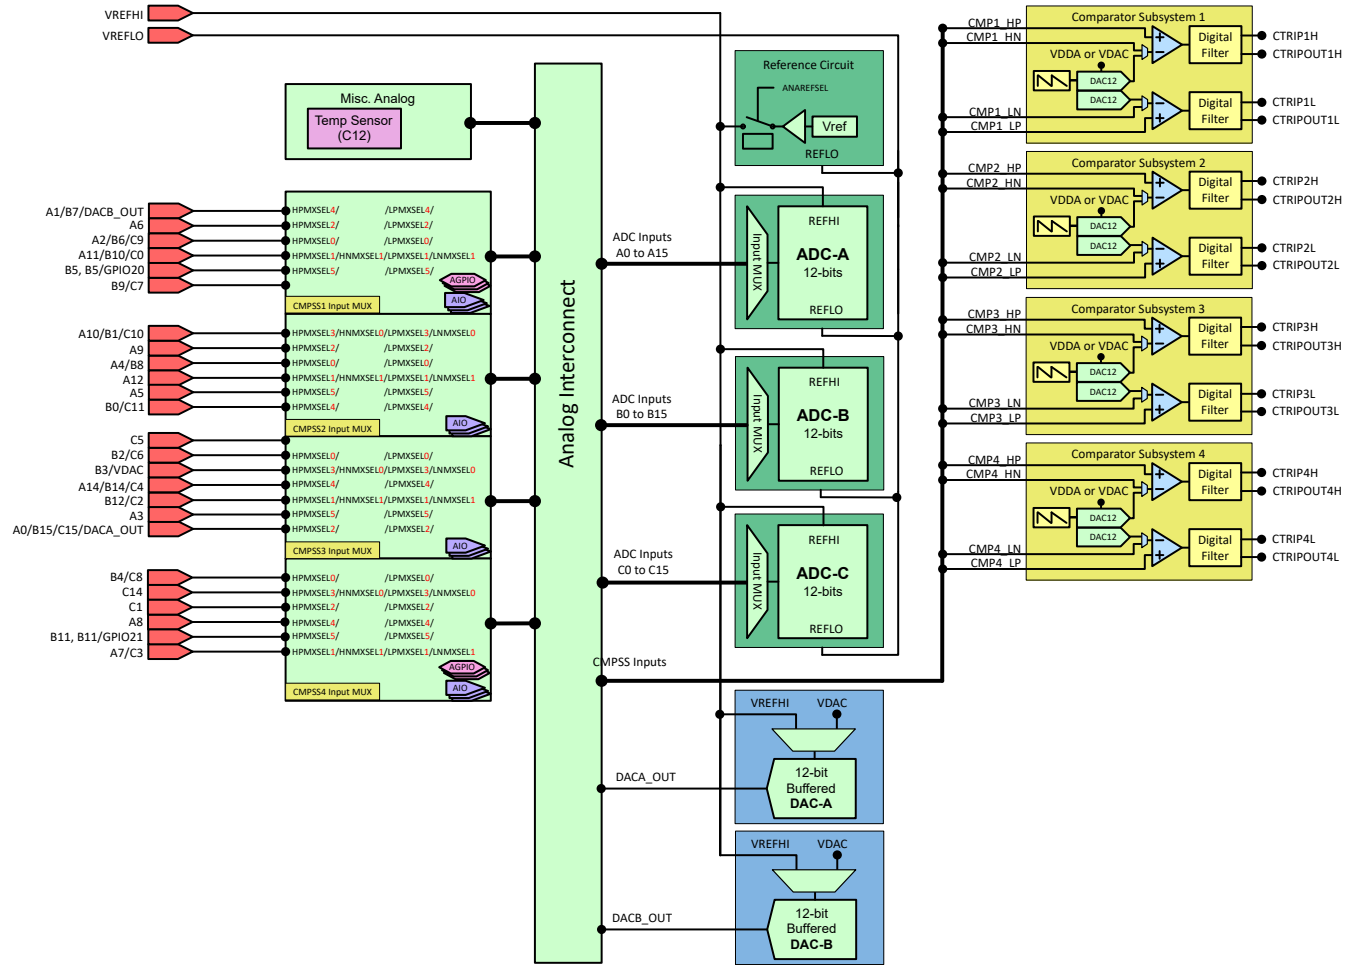 VREFHI
VREFLO
Misc. Analog
Temp Sensor
(C12)
A1/B7/DACB_OUT
A6
A2/B6/C9
A11/B10/C0
B5, B5/GPIO20
B9/C7
HPMXSEL4/ /LPMXSEL4/
HPMXSEL2/ /LPMXSEL2/
HPMXSEL0/ /LPMXSEL0/
HPMXSEL1/HNMXSEL1/LPMXSEL1/LNMXSEL1
HPMXSEL5/ /LPMXSEL5/
AGPIO
AIO
CMPSS1 Input MUX
A10/B1/C10
A9
A4/B8
A12
A5
B0/C11
HPMXSEL3/HNMXSEL0/LPMXSEL3/LNMXSEL0
HPMXSEL2/ /LPMXSEL2/
HPMXSEL0/ /LPMXSEL0/
HPMXSEL1/HNMXSEL1/LPMXSEL1/LNMXSEL1
HPMXSEL5/ /LPMXSEL5/
HPMXSEL4/ /LPMXSEL4/
AIO
CMPSS2 Input MUX
C5
B2/C6
B3/VDAC
A14/B14/C4
B12/C2
A3
A0/B15/C15/DACA_OUT
HPMXSEL0/ /LPMXSEL0/
HPMXSEL3/HNMXSEL0/LPMXSEL3/LNMXSEL0
HPMXSEL4/ /LPMXSEL4/
HPMXSEL1/HNMXSEL1/LPMXSEL1/LNMXSEL1
HPMXSEL5/ /LPMXSEL5/
HPMXSEL2/ /LPMXSEL2/
AIO
CMPSS3 Input MUX
B4/C8
C14
C1
A8
B11, B11/GPIO21
A7/C3
HPMXSEL0/ /LPMXSEL0/
HPMXSEL3/HNMXSEL0/LPMXSEL3/LNMXSEL0
HPMXSEL2/ /LPMXSEL2/
HPMXSEL4/ /LPMXSEL4/
HPMXSEL5/ /LPMXSEL5/
HPMXSEL1/HNMXSEL1/LPMXSEL1/LNMXSEL1
AGPIO
AIO
CMPSS4 Input MUX
Analog Interconnect
Reference Circuit
ANAREFSEL
Vref
REFLO
ADC Inputs
A0 to A15
Input MUX
REFHI
ADC-A
12-bits
REFLO
ADC Inputs
B0 to B15
Input MUX
REFHI
ADC-B
12-bits
REFLO
ADC Inputs
C0 to C15
Input MUX
REFHI
ADC-C
12-bits
REFLO
CMPSS Inputs
VREFHI
VDAC
DACA_OUT
12-bit
Buffered
DAC-A
VREFHI
VDAC
DACB_OUT
12-bit
Buffered
DAC-B
CMP1_HP
CMP1_HN
CMP1_LN
CMP1_LP
Comparator Subsystem 1
VDDA or VDAC
DAC12
DAC12
Digital
Filter
Digital
Filter
CTRIP1H
CTRIPOUT1H
CTRIP1L
CTRIPOUT1L
CMP2_HP
CMP2_HN
CMP2_LN
CMP2_LP
Comparator Subsystem 2
VDDA or VDAC
DAC12
DAC12
Digital
Filter
Digital
Filter
CTRIP2H
CTRIPOUT2H
CTRIP2L
CTRIPOUT2L
CMP3_HP
CMP3_HN
CMP3_LN
CMP3_LP
Comparator Subsystem 3
VDDA or VDAC
DAC12
DAC12
Digital
Filter
Digital
Filter
CTRIP3H
CTRIPOUT3H
CTRIP3L
CTRIPOUT3L
CMP4_HP
CMP4_HN
CMP4_LN
CMP4_LP
Comparator Subsystem 4
VDDA or VDAC
DAC12
DAC12
Digital
Filter
Digital
Filter
CTRIP4H
CTRIPOUT4H
CTRIP4L
CTRIPOUT4L